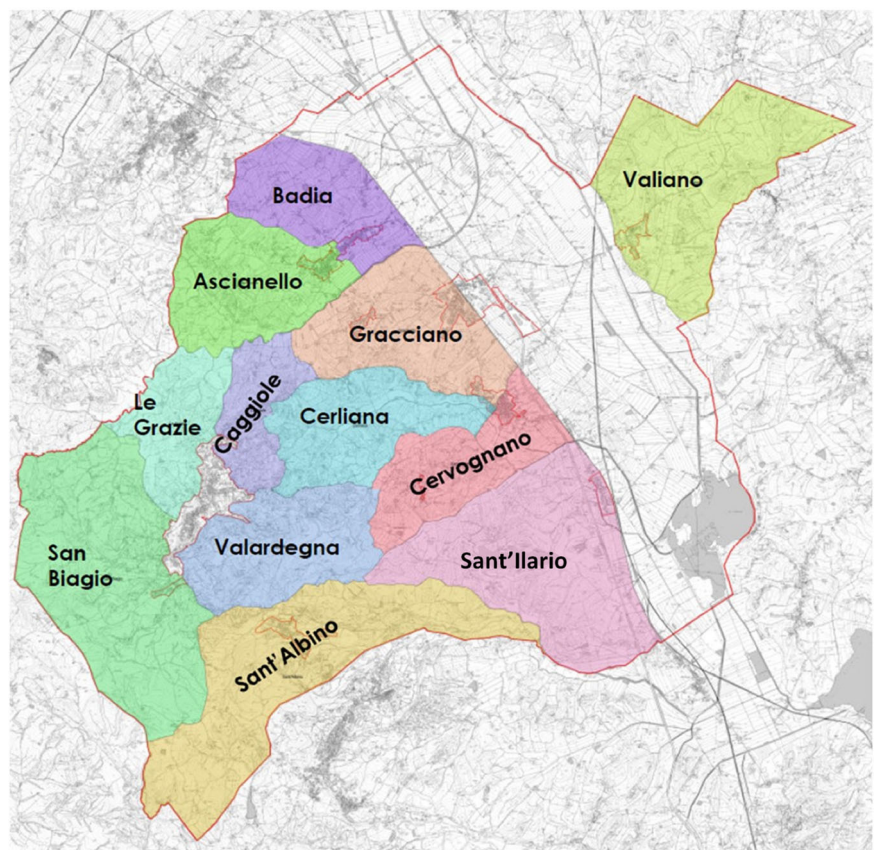 Valiano
Badia
Ascianello
Gracciano
Le
Grazie
Caggiole
Cerliana
Cervognano
San
Biagio
Valardegna
Sant'Ilario
Sant'Albino